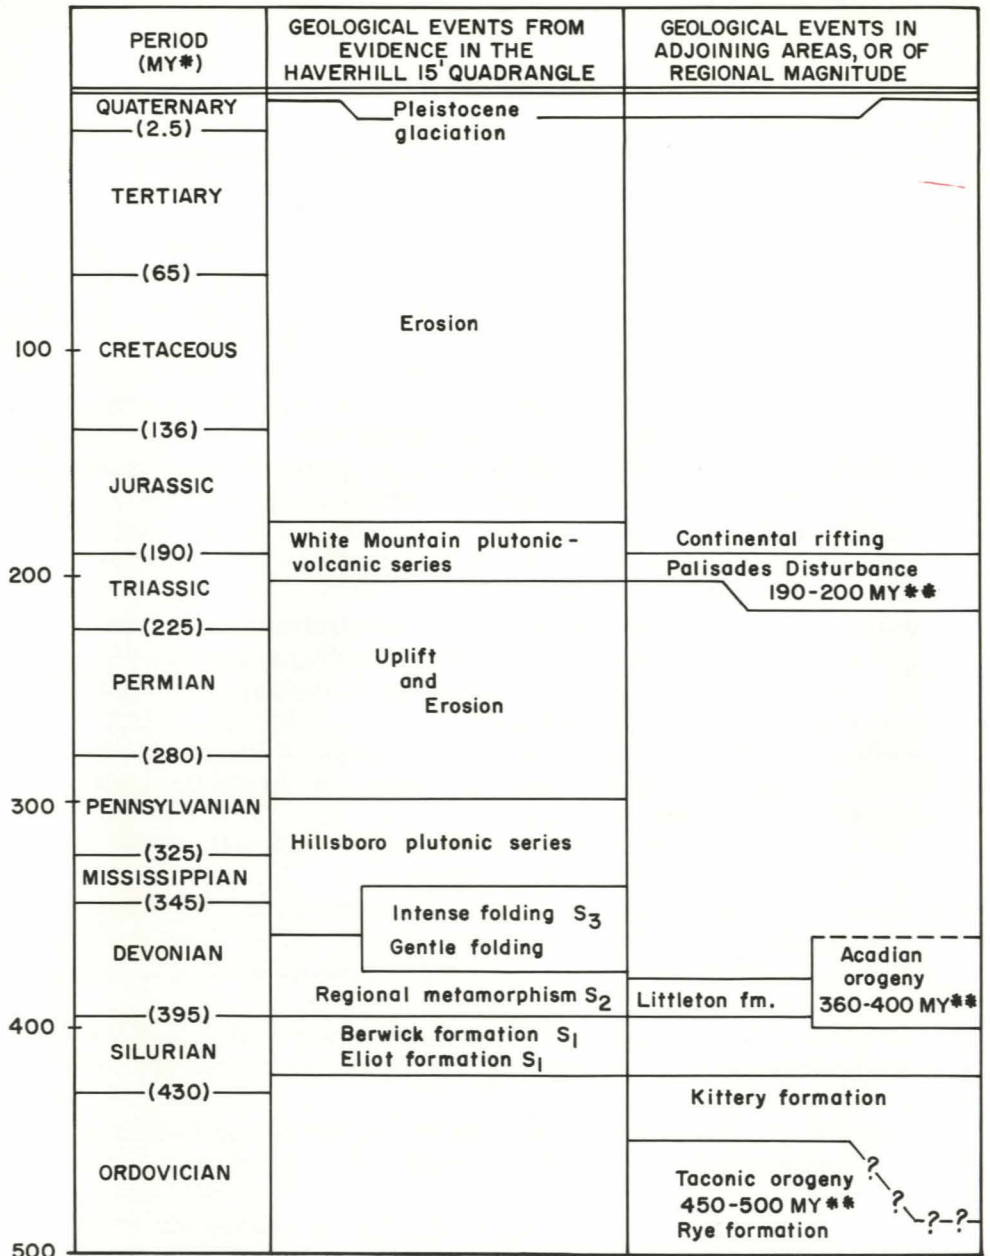 PERIOD
(MY*)
GEOLOGICAL EVENTS FROM
EVIDENCE IN THE
HAVERHILL 15' QUADRANGLE
GEOLOGICAL EVENTS IN
ADJOINING AREAS, OR OF
REGIONAL MAGNITUDE
QUATERNARY
(2.5)
TERTIARY
(65)
100
CRETACEOUS
(136)
JURASSIC
(190)
200
TRIASSIC
(225)
PERMIAN
(280)
300
PENNSYLVANIAN
(325)
MISSISSIPPIAN
(345)
DEVONIAN
(395)
400
SILURIAN
(430)
ORDOVICIAN
500
Pleistocene
glaciation
Erosion
White Mountain plutonic-
volcanic series
Uplift
and
Erosion
Hillsboro plutonic series
Intense folding S3
Gentle folding
Regional metamorphism S2
Berwick formation S1
Eliot formation S1
Continental rifting
Palisades Disturbance
190-200 MY**
Acadian
orogeny
360-400 MY**
Littleton fm.
Kittery formation
Taconic orogeny
450-500 MY**
Rye formation
?
?
?-?